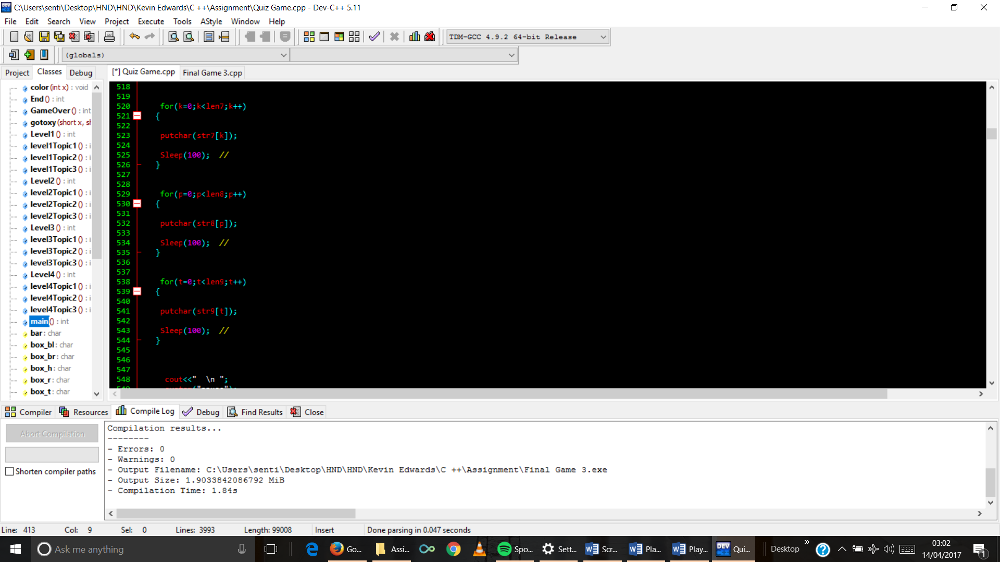 C:\Users\senti\Desktop\HND\HND\Kevin Edwards\C ++\Assignment\Quiz Game.cpp - Dev-C++ 5.11
File Edit Search View Project Execute Tools AStyle Window Help
TDM-GCC 4.9.2 64-bit Release
(globals)
Project Classes Debug
[*] Quiz Game.cpp Final Game 3.cpp
color (int x) : void
End () : int
GameOver () : int
gotoxy (short x, sh
Level1 () : int
level1Topic1 () : i
level1Topic2 () : i
level1Topic3 () : i
Level2 () : int
level2Topic1 () : i
level2Topic2 () : i
level2Topic3 () : i
Level3 () : int
level3Topic1 () : i
level3Topic2 () : i
level3Topic3 () : i
Level4 () : int
level4Topic1 () : i
level4Topic2 () : i
level4Topic3 () : i
main () : int
bar : char
box_bl : char
box_br : char
box_h : char
box_r : char
box_t : char
518
519
520 for(k=0;k<len7;k++)
521 {
522
523 putchar(str7[k]);
524
525 Sleep(100); //
526 }
527
528
529 for(p=0;p<len8;p++)
530 {
531
532 putchar(str8[p]);
533
534 Sleep(100); //
535 }
536
537
538 for(t=0;t<len9;t++)
539 {
540
541 putchar(str9[t]);
542
543 Sleep(100); //
544 }
545
546
547
548 cout<<"  \n ";
549 system("pause");
Compiler Resources Compile Log Debug Find Results Close
Abort Compilation
Shorten compiler paths
Compilation results...
--------
- Errors: 0
- Warnings: 0
- Output Filename: C:\Users\senti\Desktop\HND\HND\Kevin Edwards\C ++\Assignment\Final Game 3.exe
- Output Size: 1.9033842086792 MiB
- Compilation Time: 1.84s
Line: 413 Col: 9 Sel: 0 Lines: 3993 Length: 99008 Insert Done parsing in 0.047 seconds
Ask me anything
Go...
Assi...
Spo...
Sett...
Scr...
Pla...
Play...
DEV
Qui...
Desktop
03:02
14/04/2017
1